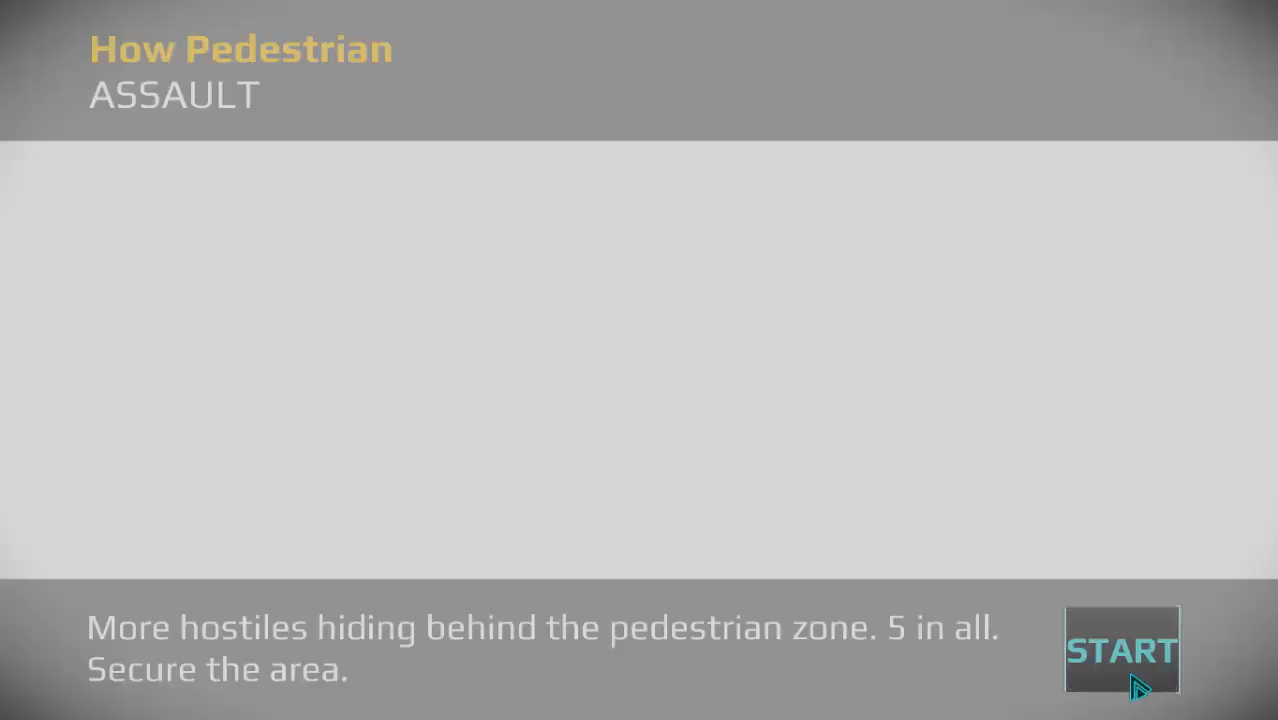 How Pedestrian
ASSAULT
More hostiles hiding behind the pedestrian zone. 5 in all.
Secure the area.
START